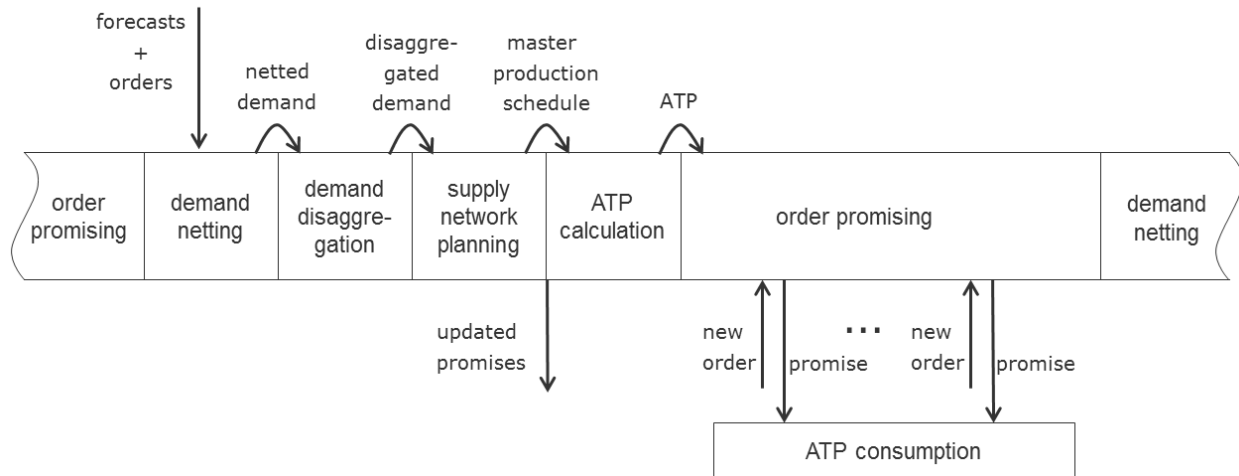 forecasts
+
orders
netted
demand
disaggre-
gated
demand
master
production
schedule
ATP
order
promising
demand
netting
demand
disaggre-
gation
supply
network
planning
ATP
calculation
order promising
demand
netting
updated
promises
new
order
promise
...
new
order
promise
ATP consumption